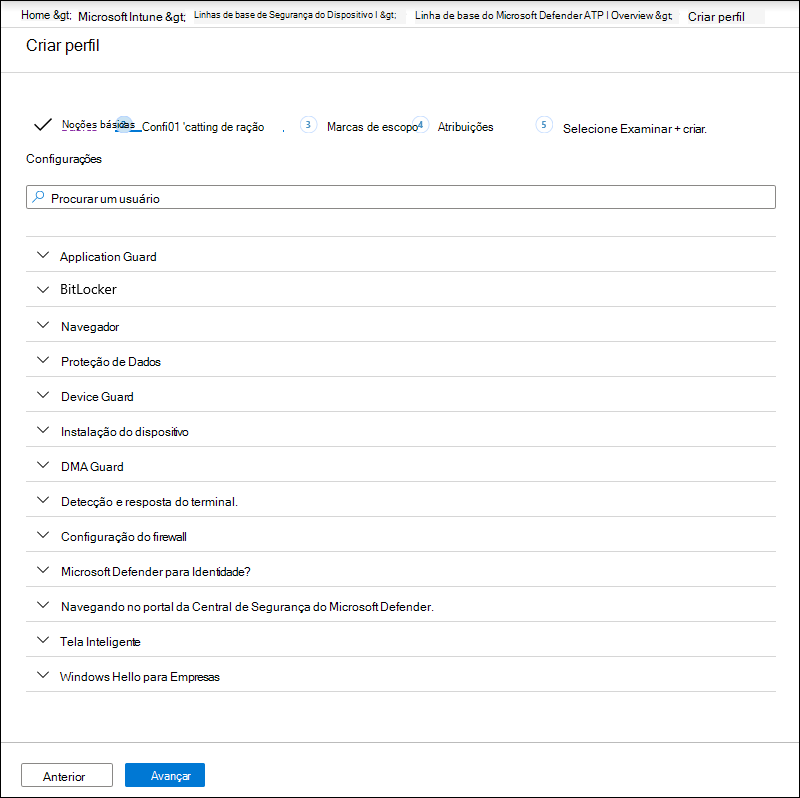 Home &gt; Microsoft Intune &gt; Linhas de base de Segurança do Dispositivo I &gt; Linha de base do Microsoft Defender ATP I Overview &gt; Criar perfil
Criar perfil
Noções básicas 2 Confi01 'catting de ração . 3 Marcas de escopo 4 Atribuições 5 Selecione Examinar + criar.
Configurações
Procurar um usuário
Application Guard
BitLocker
Navegador
Proteção de Dados
Device Guard
Instalação do dispositivo
DMA Guard
Detecção e resposta do terminal.
Configuração do firewall
Microsoft Defender para Identidade?
Navegando no portal da Central de Segurança do Microsoft Defender.
Tela Inteligente
Windows Hello para Empresas
Anterior Avançar